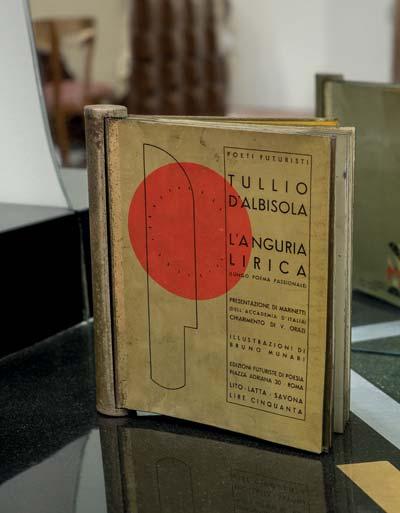 POETI FUTURISTI
TULLIO
D'ALBISOLA
L'ANGURIA
LIRICA
(LUNGO POEMA PASSIONALE)
PRESENTAZIONE DI MARINETTI
(DELL'ACCADEMIA D'ITALIA)
CHIARIMENTO DI V. ORAZI
ILLUSTRAZIONI DI
BRUNO MUNARI
EDIZIONI FUTURISTE DI POESIA
PIAZZA ADRIANA 30 - ROMA
LITO - LATTA - SAVONA
LIRE CINQUANTA